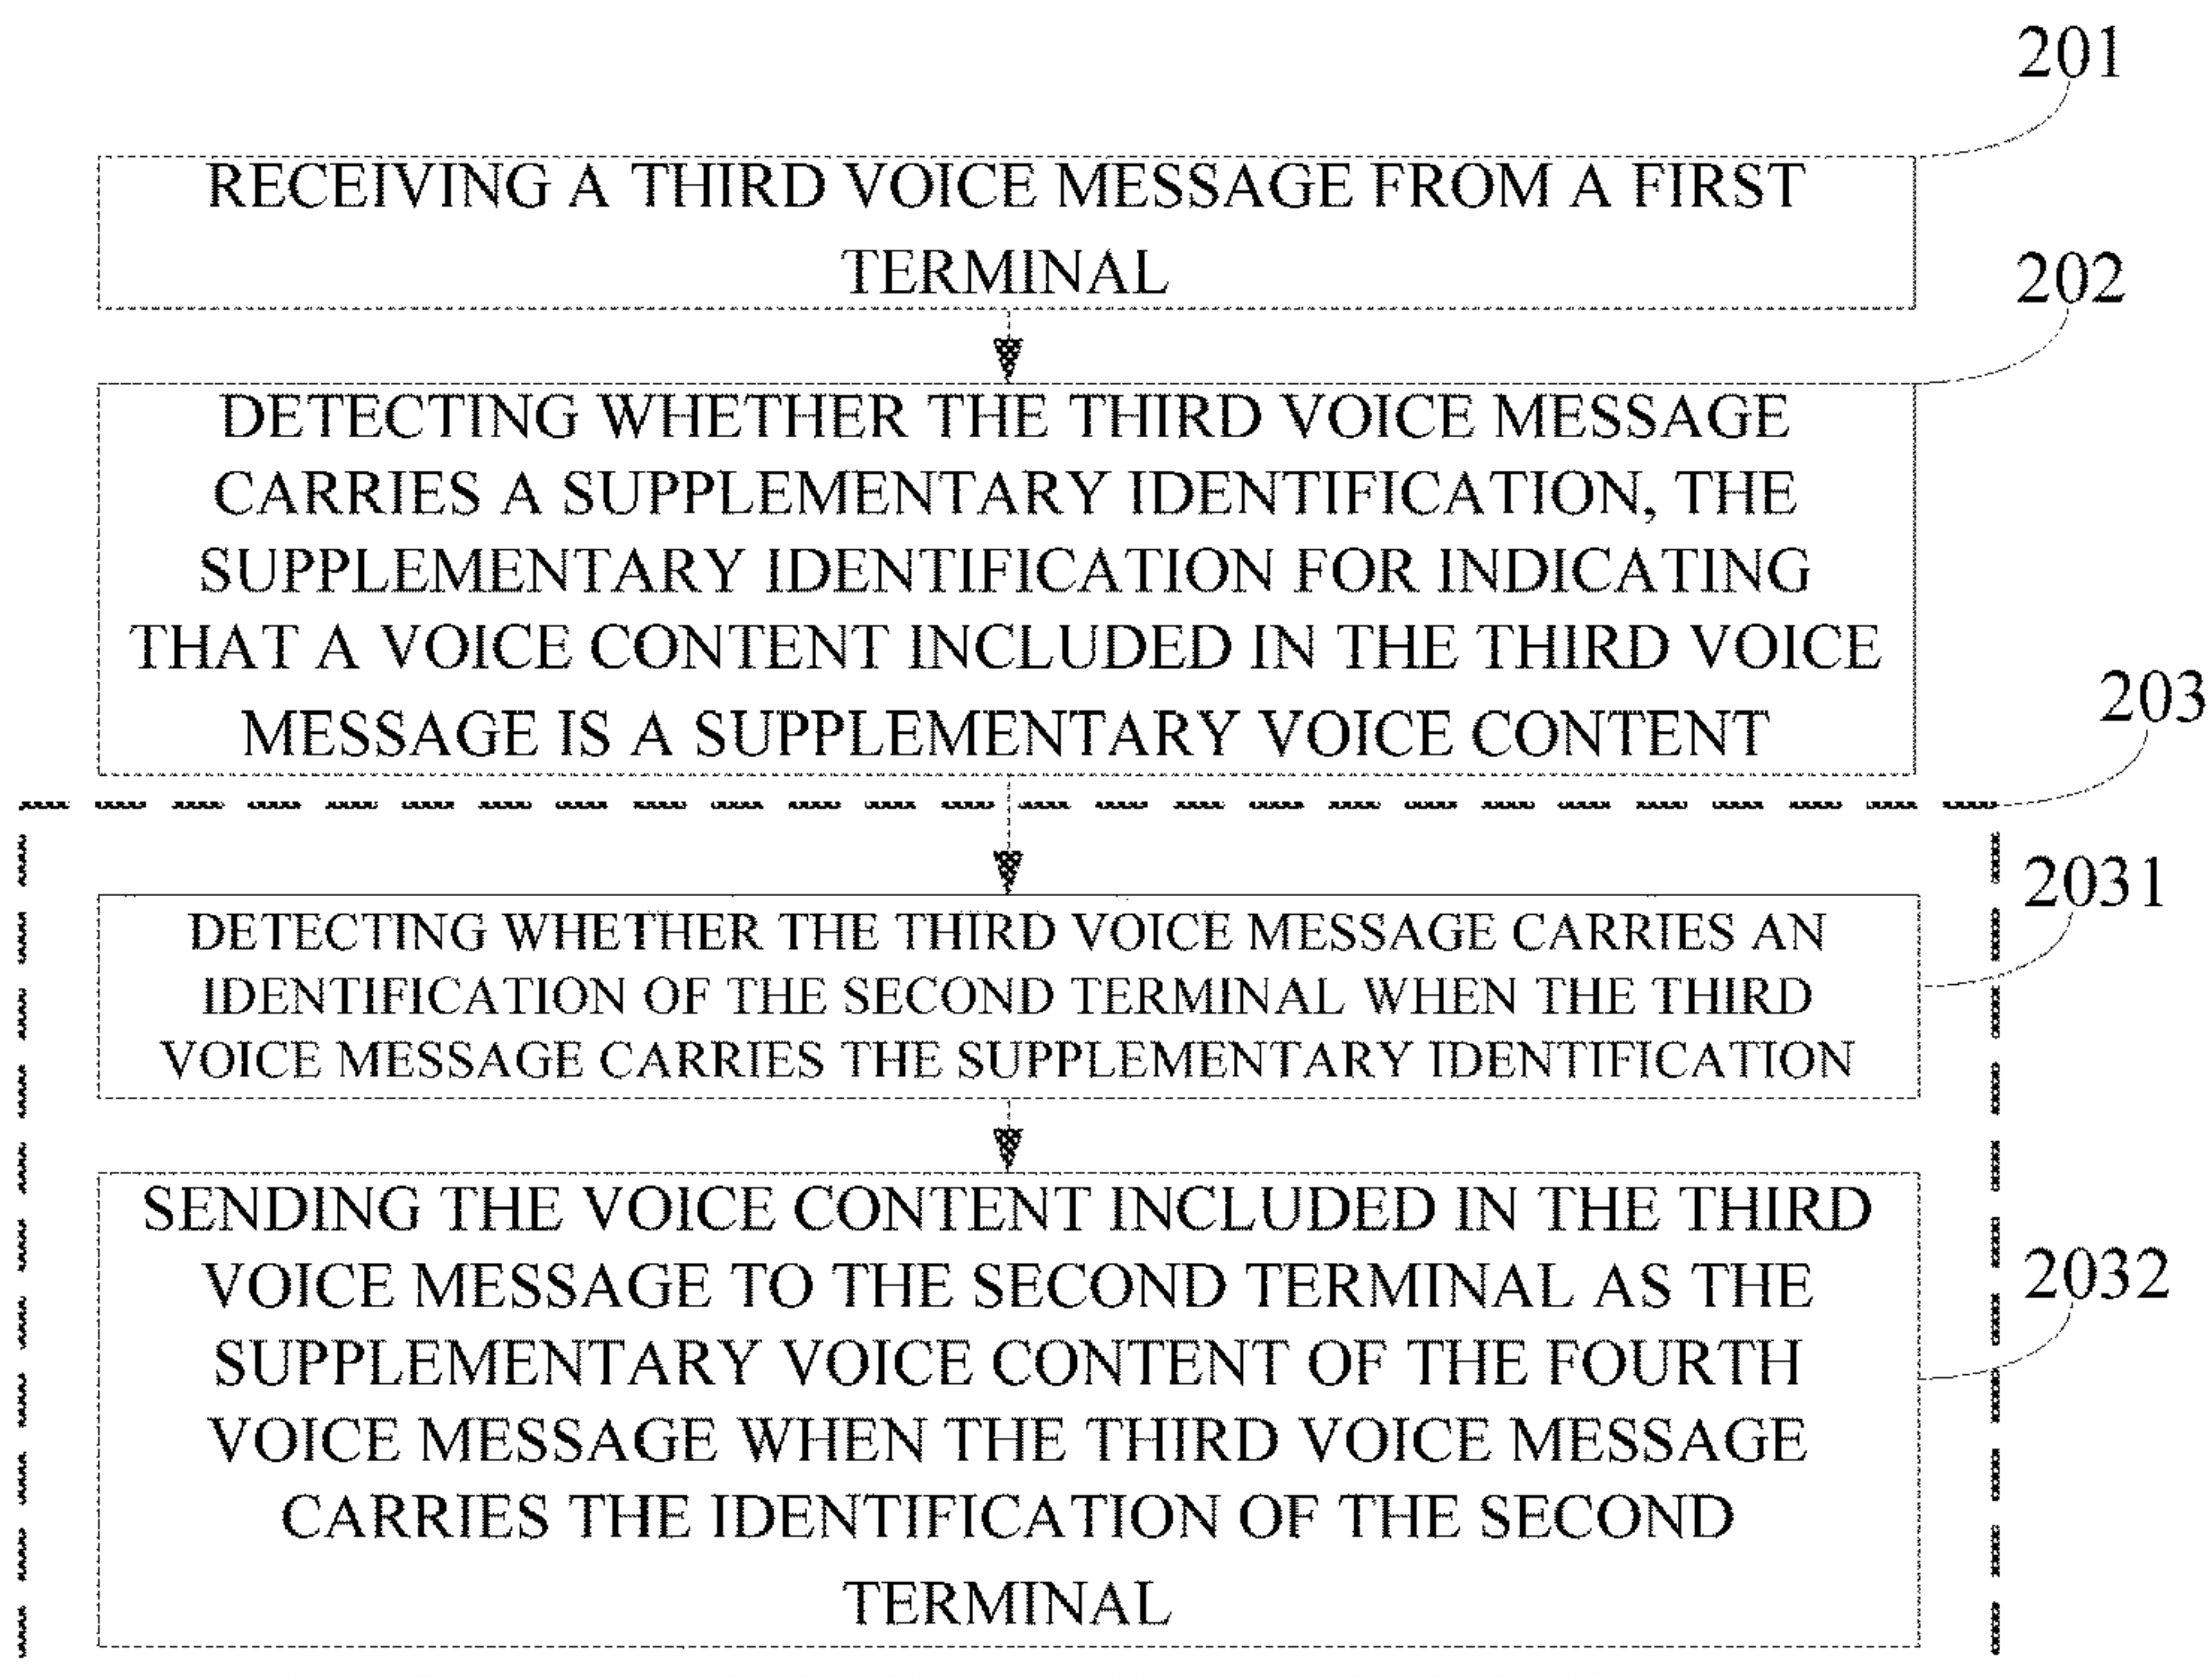 201
RECEIVING A THIRD VOICE MESSAGE FROM A FIRST
TERMINAL
202
DETECTING WHETHER THE THIRD VOICE MESSAGE
CARRIES A SUPPLEMENTARY IDENTIFICATION, THE
SUPPLEMENTARY IDENTIFICATION FOR INDICATING
THAT A VOICE CONTENT INCLUDED IN THE THIRD VOICE
MESSAGE IS A SUPPLEMENTARY VOICE CONTENT
203
2031
DETECTING WHETHER THE THIRD VOICE MESSAGE CARRIES AN
IDENTIFICATION OF THE SECOND TERMINAL WHEN THE THIRD
VOICE MESSAGE CARRIES THE SUPPLEMENTARY IDENTIFICATION
2032
SENDING THE VOICE CONTENT INCLUDED IN THE THIRD
VOICE MESSAGE TO THE SECOND TERMINAL AS THE
SUPPLEMENTARY VOICE CONTENT OF THE FOURTH
VOICE MESSAGE WHEN THE THIRD VOICE MESSAGE
CARRIES THE IDENTIFICATION OF THE SECOND
TERMINAL